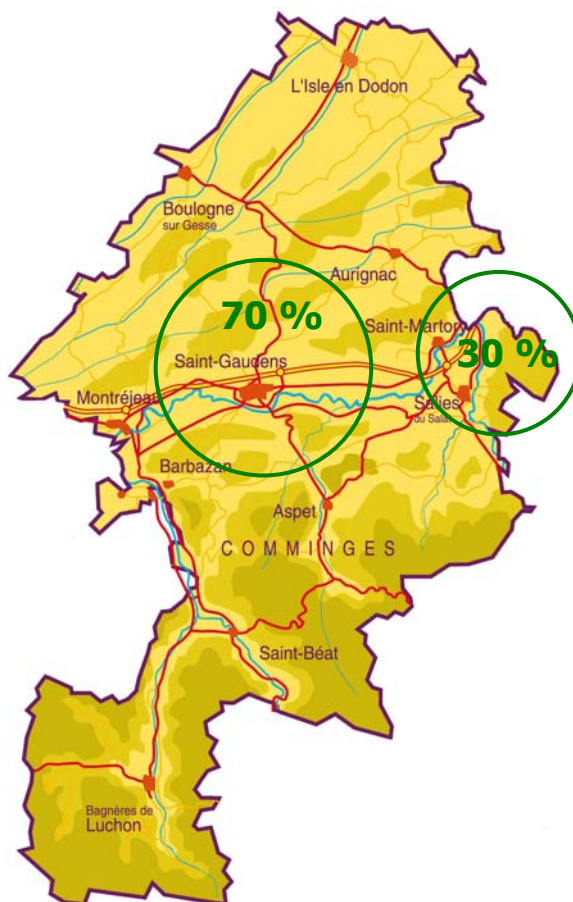 L'Isle en Dodon
Boulogne
sur Gesse
Aurignac
70 %
Saint-Martory
30 %
Saint-Gaudens
Montréjeau
Salies
du Salat
Barbazan
Aspet
COMMINGES
Saint-Béat
Bagnères de
Luchon